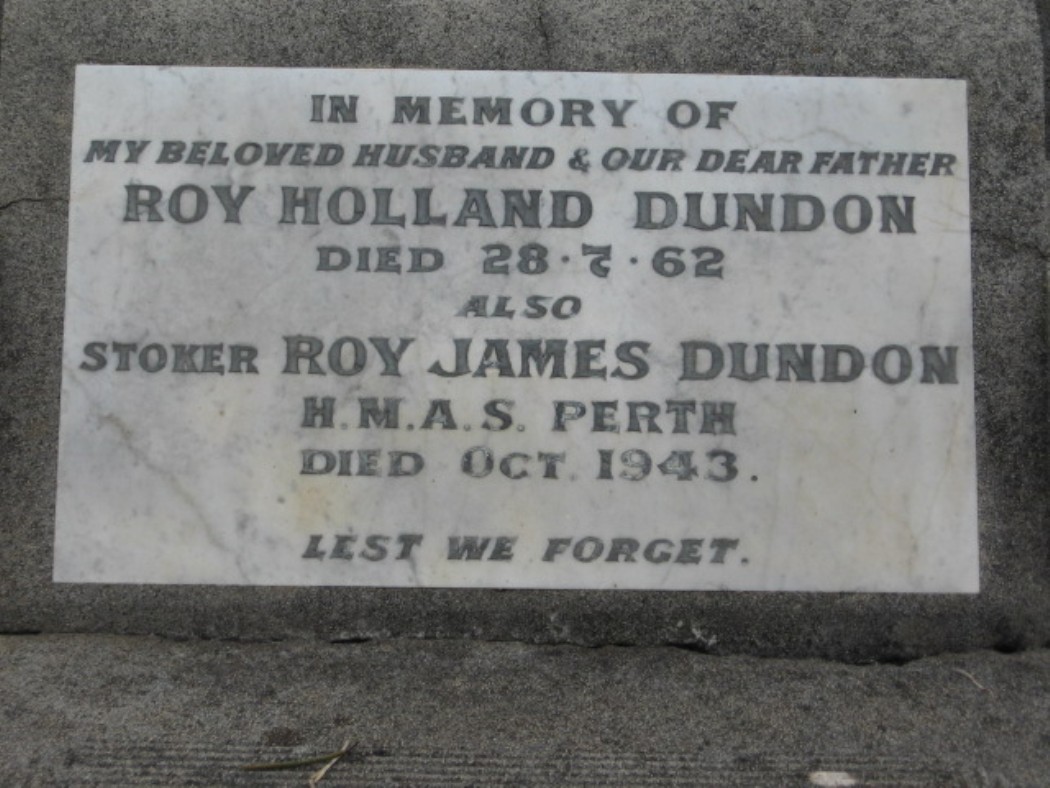 IN MEMORY OF
MY BELOVED HUSBAND & OUR DEAR FATHER
ROY HOLLAND DUNDON
DIED 28·7·62
ALSO
STOKER ROY JAMES DUNDON
H.M.A.S. PERTH
DIED OCT. 1943.
LEST WE FORGET.